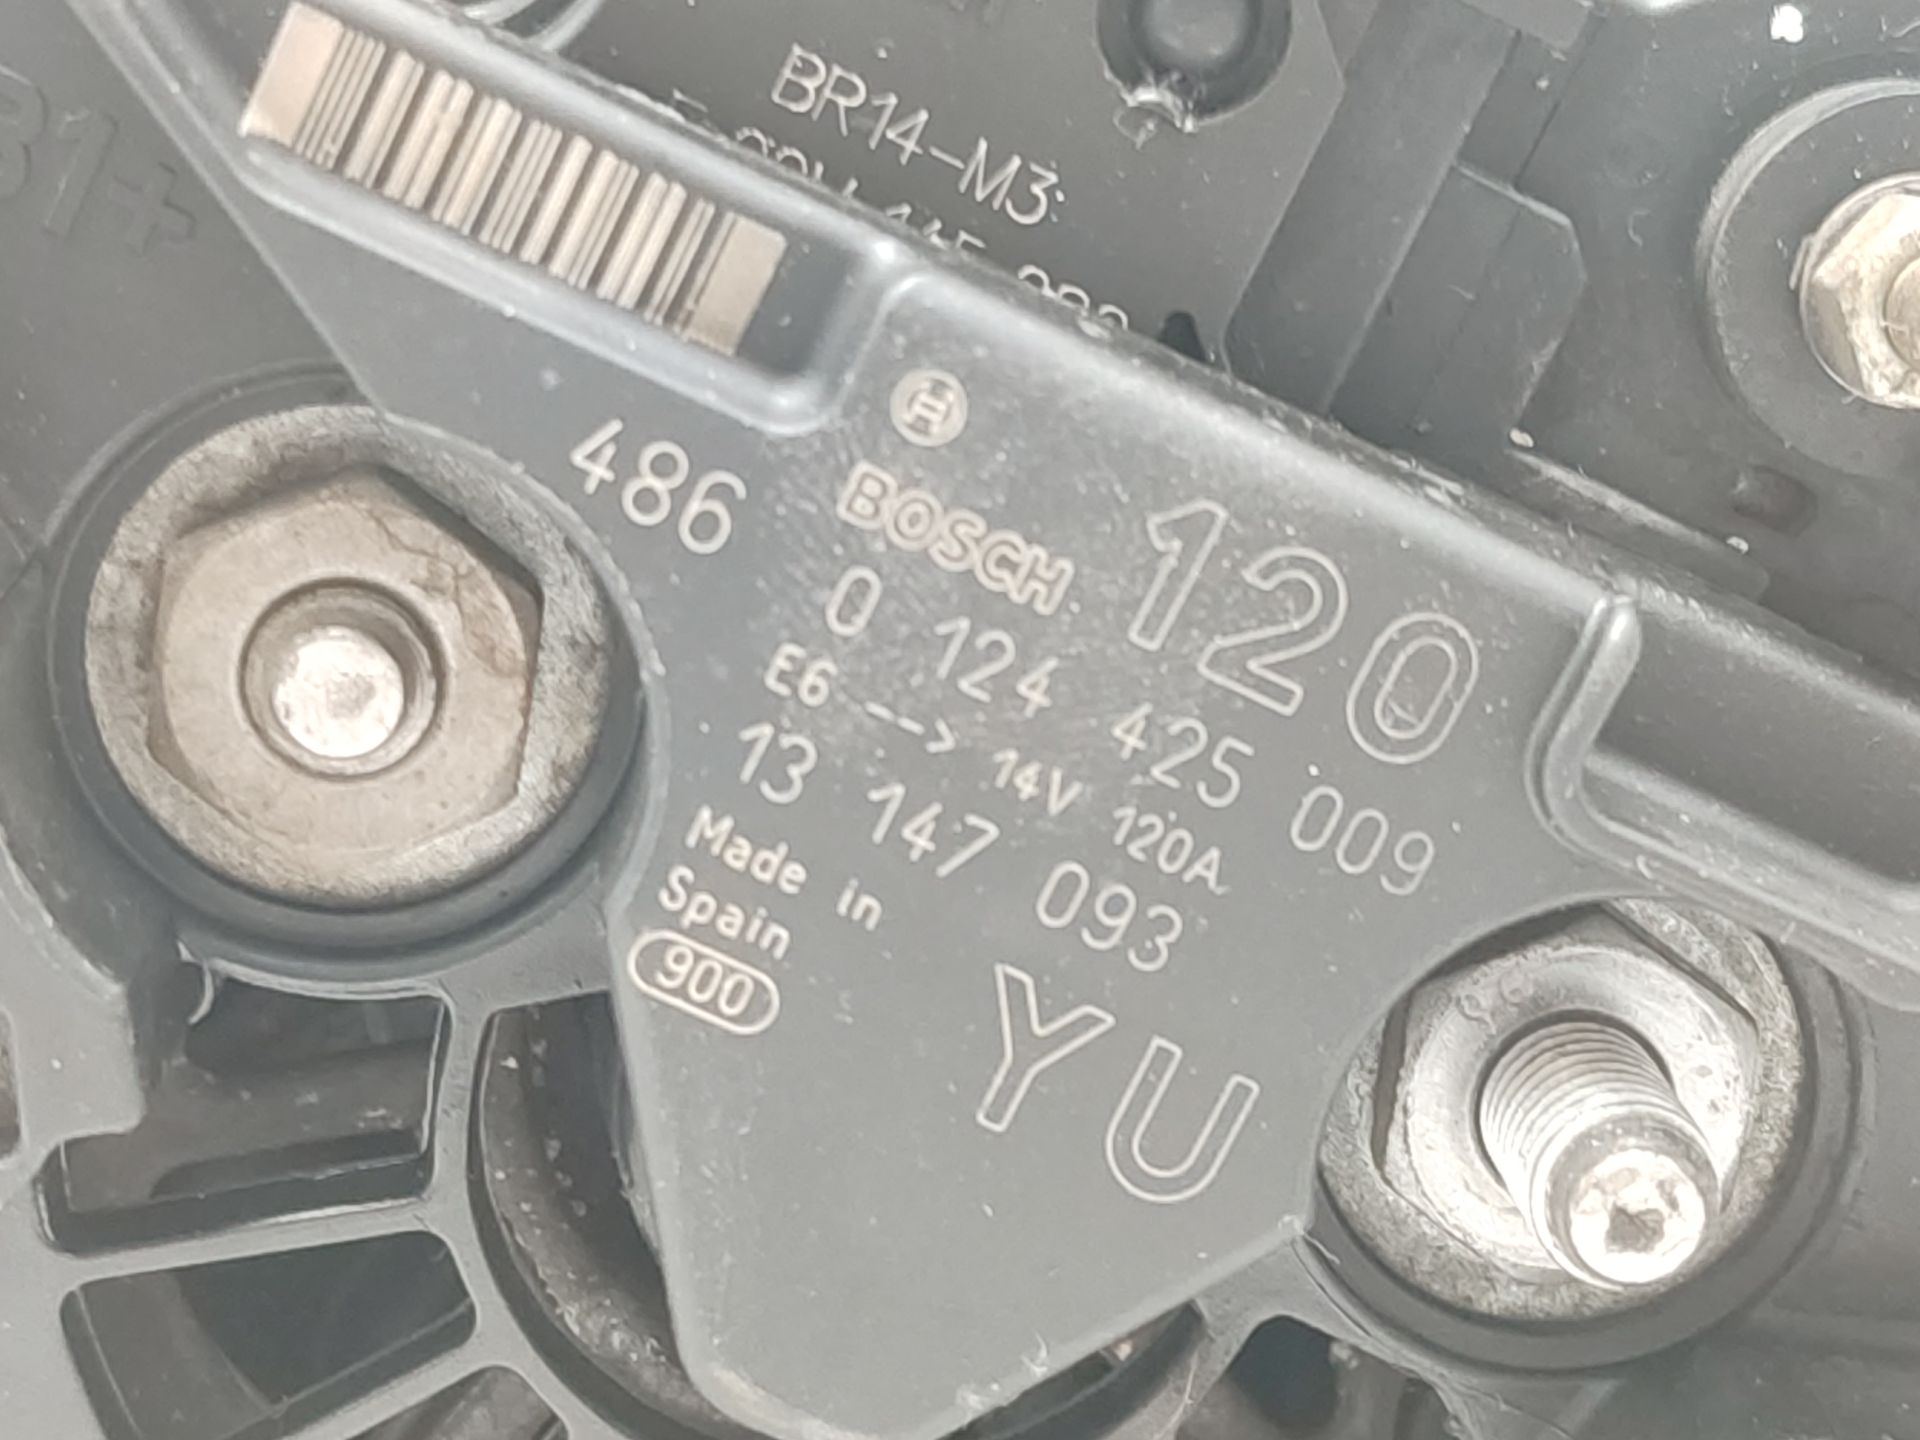 BR14-M3
B1+
486
BOSCH
120
0 124 425 009
E6 --> 14V 120A
13 147 093
Made in
Spain
900
YU